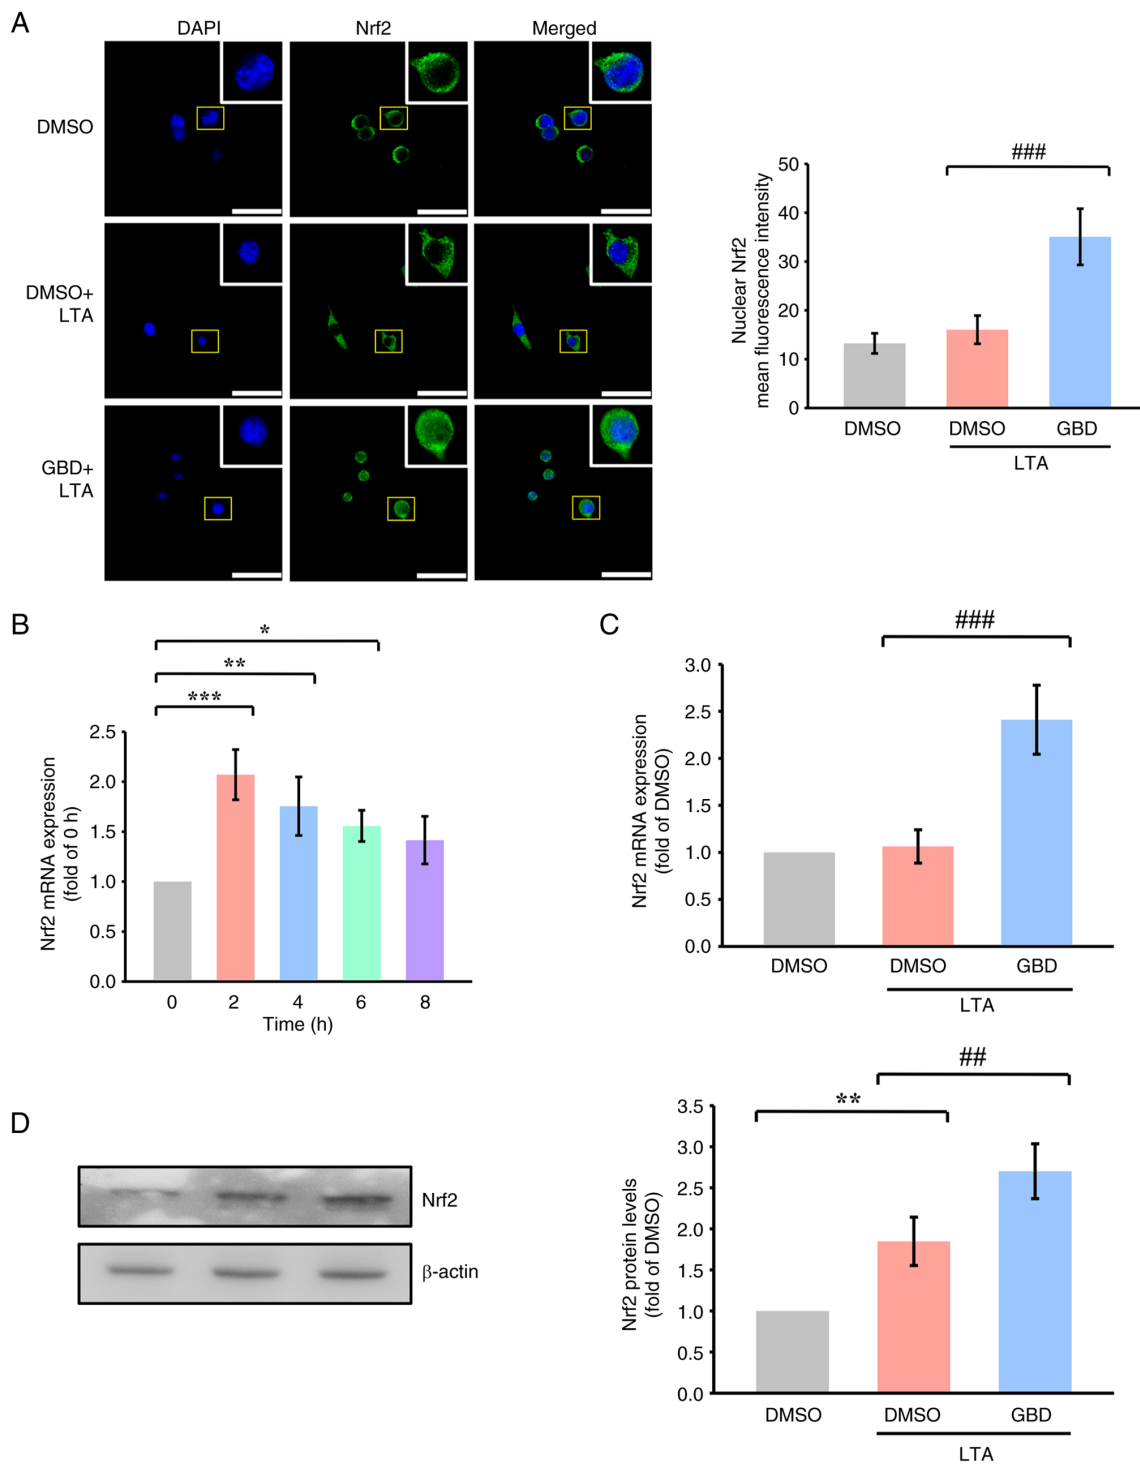 A
DAPI
Nrf2
Merged
DMSO
DMSO+
LTA
GBD+
LTA
Nuclear Nrf2
mean fluorescence intensity
50
40
30
20
10
0
###
DMSO
DMSO
GBD
LTA
B
*
**
***
Nrf2 mRNA expression
(fold of 0 h)
2.5
2.0
1.5
1.0
0.5
0.0
0
2
4
6
8
Time (h)
C
###
Nrf2 mRNA expression
(fold of DMSO)
3.0
2.5
2.0
1.5
1.0
0.5
0.0
DMSO
DMSO
GBD
LTA
D
Nrf2
β-actin
##
**
Nrf2 protein levels
(fold of DMSO)
3.5
3.0
2.5
2.0
1.5
1.0
0.5
0.0
DMSO
DMSO
GBD
LTA